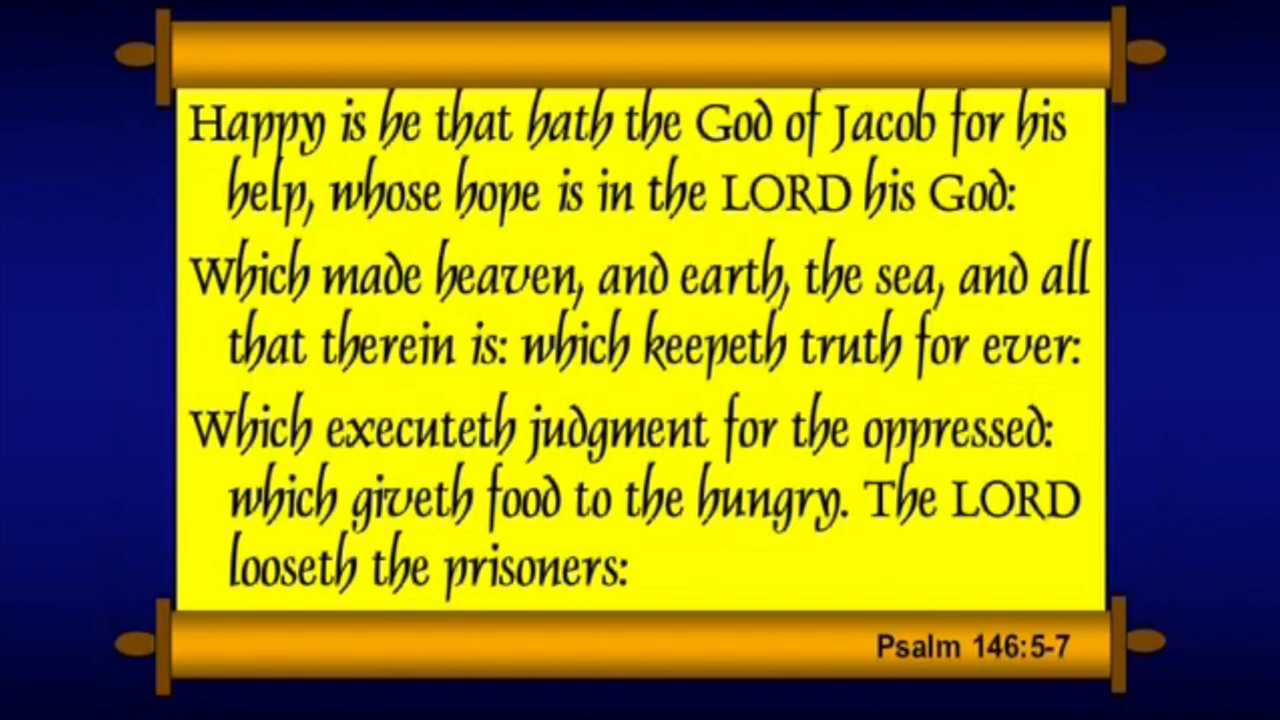 Happy is he that hath the God of Jacob for his
help, whose hope is in the LORD his God:
Which made heaven, and earth, the sea, and all
that therein is: which keepeth truth for ever:
Which executeth judgment for the oppressed:
which giveth food to the hungry. The LORD
looseth the prisoners:
Psalm 146:5-7